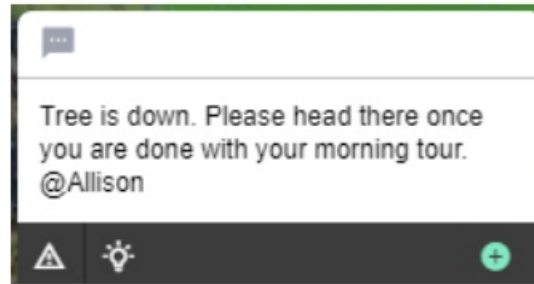 Tree is down. Please head there once
you are done with your morning tour.
@Allison